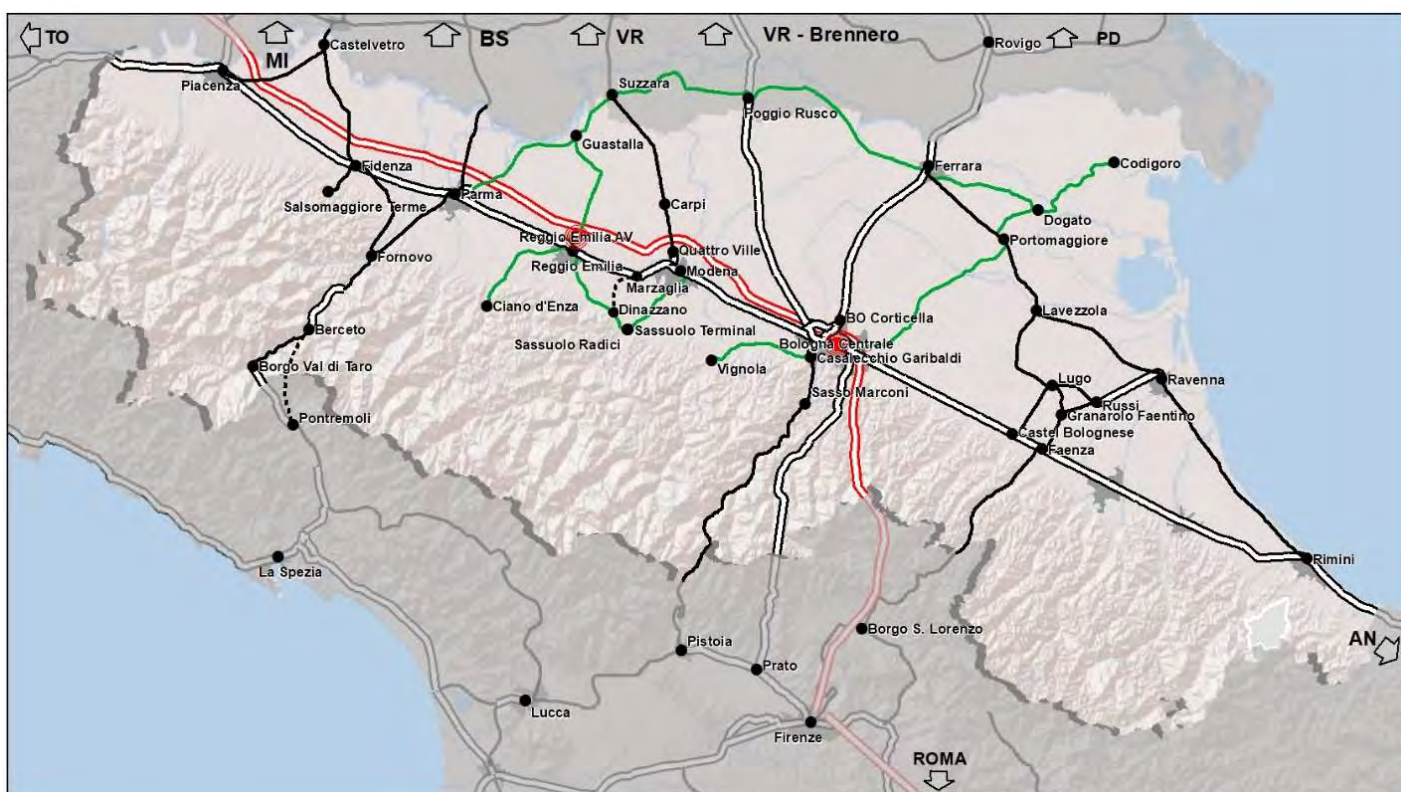 TO
MI
Castelvetro
BS
VR
VR - Brennero
Rovigo
PD
Piacenza
Suzzara
Poggio Rusco
Guastalla
Fidenza
Ferrara
Codigoro
Salsomaggiore Terme
Parma
Carpi
Dogato
Reggio Emilia AV
Quattro Ville
Portomaggiore
Fornovo
Reggio Emilia
Modena
Marzaglia
Ciano d'Enza
Dinazzano
Lavezzola
Berceto
Sassuolo Terminal
BO Corticella
Sassuolo Radici
Bologna Centrale
Casalecchio Garibaldi
Borgo Val di Taro
Vignola
Lugo
Ravenna
Sasso Marconi
Russi
Granarolo Faentino
Pontremoli
Castel Bolognese
Faenza
La Spezia
Rimini
Borgo S. Lorenzo
AN
Pistoia
Prato
Lucca
Firenze
ROMA